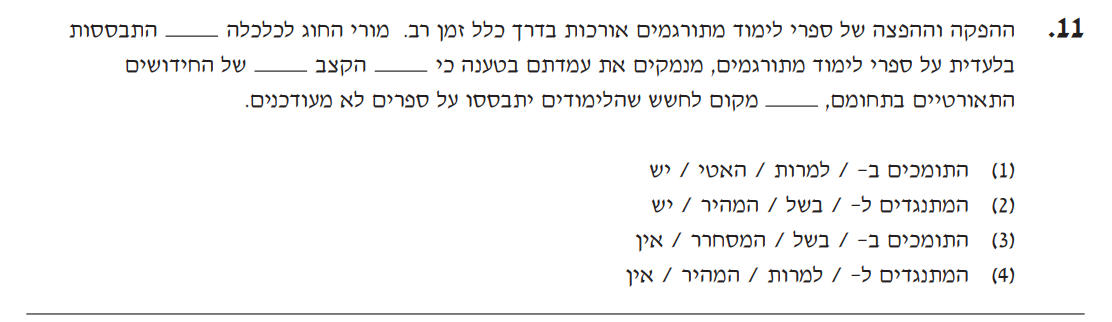 11. ההפקה וההפצה של ספרי לימוד מתורגמים אורכות בדרך כלל זמן רב. מורי החוג לכלכלה _____ התבססות
בלעדית על ספרי לימוד מתורגמים, מנמקים את עמדתם בטענה כי _____ הקצב _____ של החידושים
התאורטיים בתחומם, _____ מקום לחשש שהלימודים יתבססו על ספרים לא מעודכנים.
(1) התומכים ב- / למרות / האטי / יש
(2) המתנגדים ל- / בשל / המהיר / יש
(3) התומכים ב- / בשל / המסחרר / אין
(4) המתנגדים ל- / למרות / המהיר / אין